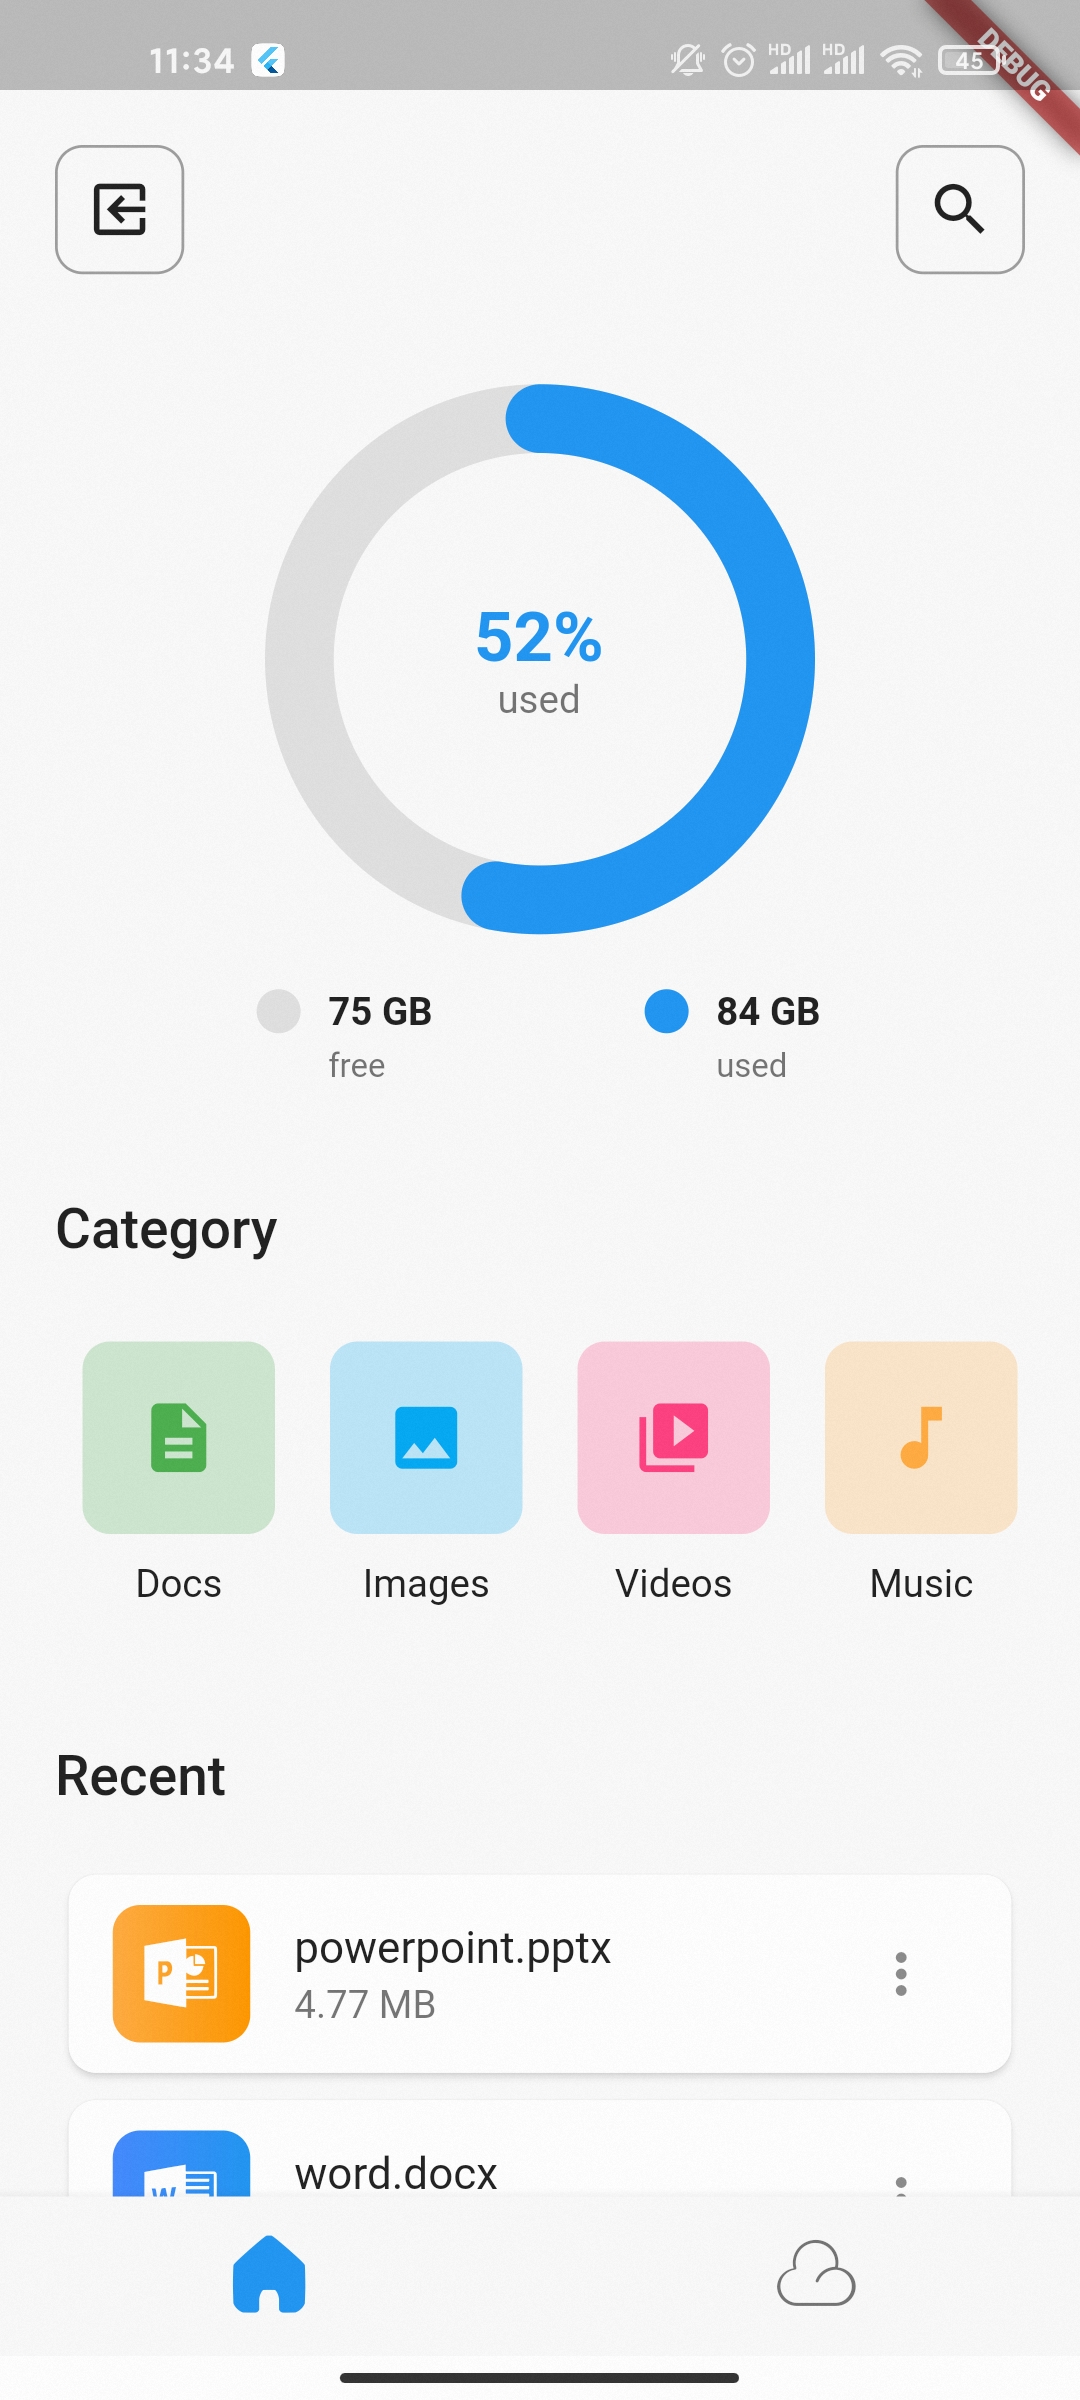 11:34
HD HD 45
DEBUG
52%
used
75 GB
free
84 GB
used
Category
Docs
Images
Videos
Music
Recent
P
powerpoint.pptx
4.77 MB
W
word.docx